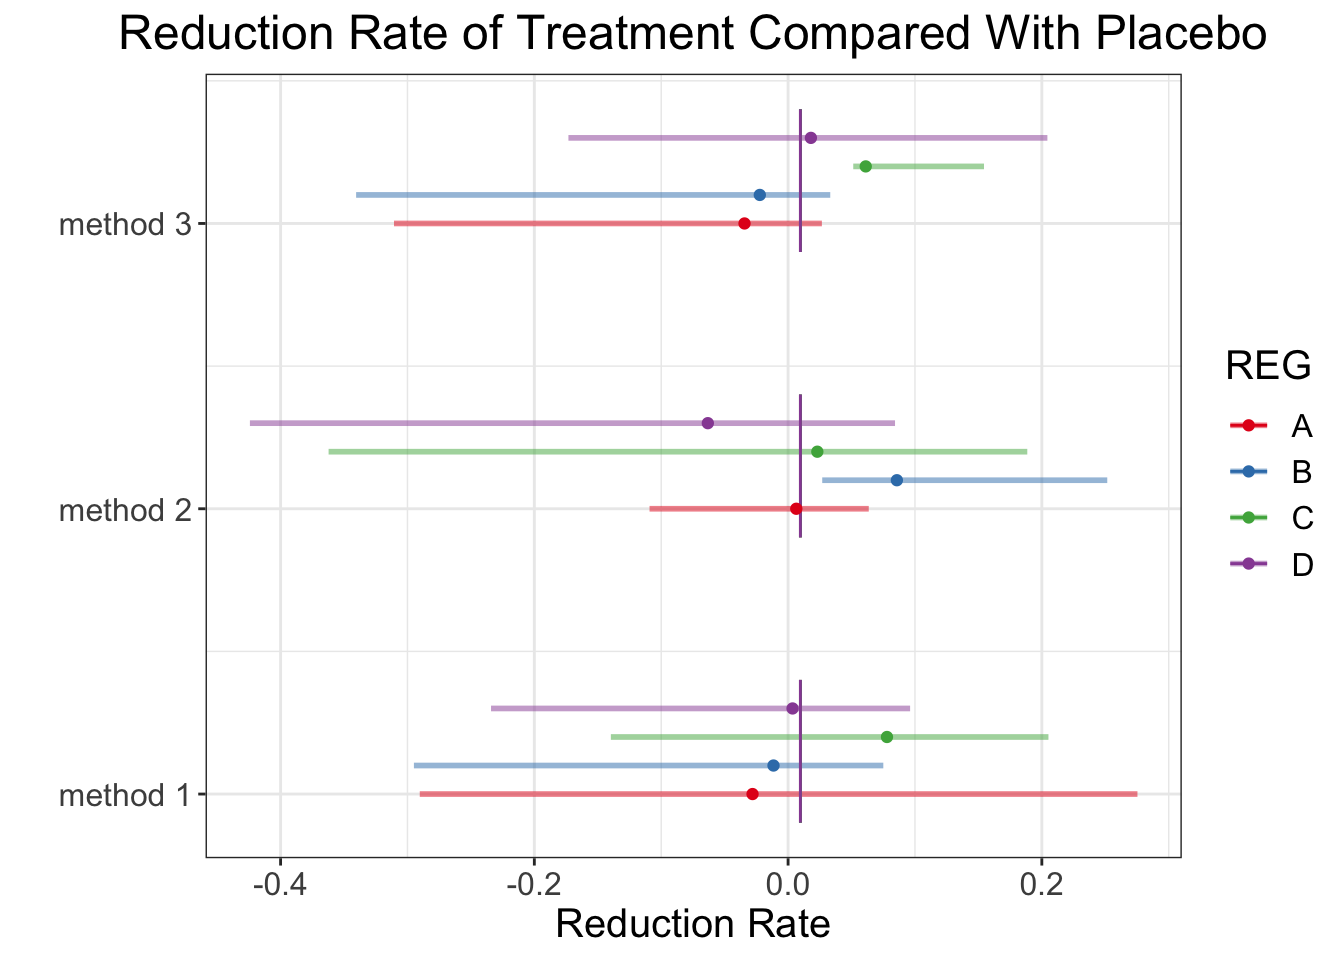 Reduction Rate of Treatment Compared With Placebo
method 3
method 2
method 1
-0.4
-0.2
0.0
0.2
Reduction Rate
REG
A
B
C
D